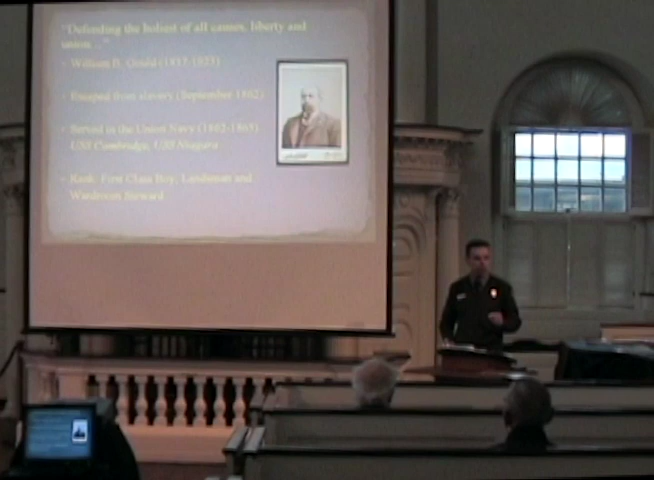 "Defending the holiest of all causes, liberty and
union..."
William B. Gould (1837-1923)
Escaped from slavery (September 1862)
Served in the Union Navy (1862-1865)
USS Cambridge, USS Niagara
Rank: First Class Boy, Landsman and
Wardroom Steward